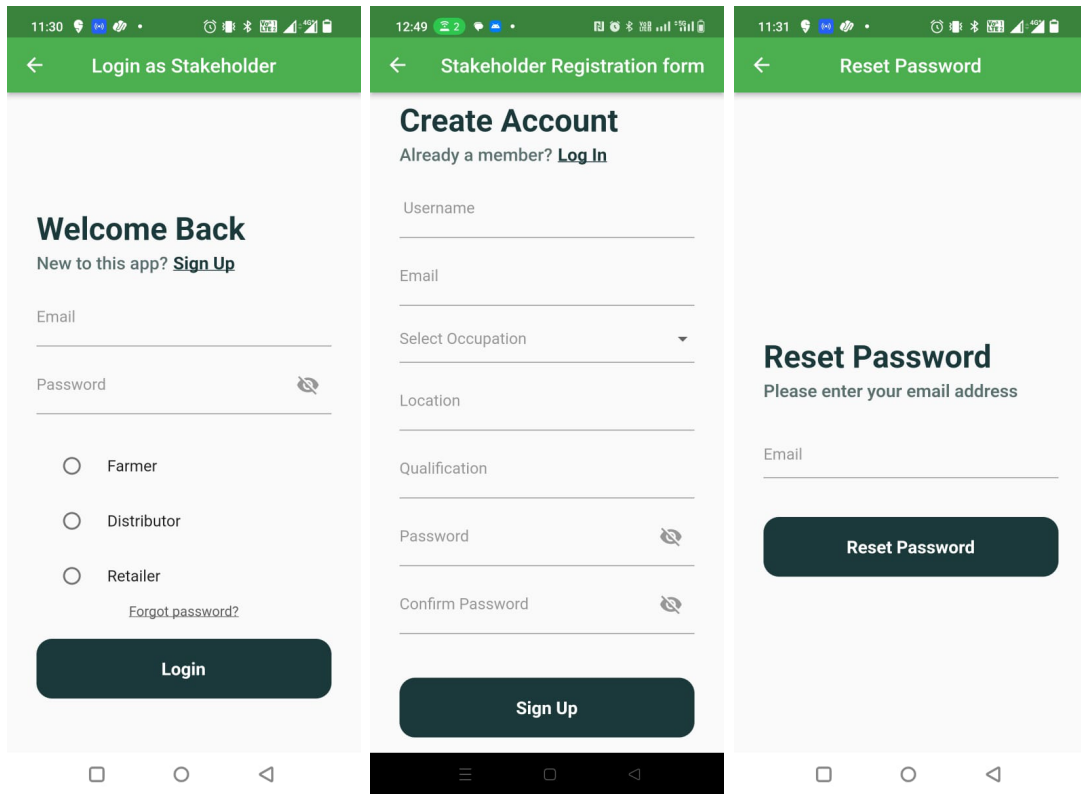 11:30
Login as Stakeholder
Welcome Back
New to this app? Sign Up
Email
Password
Farmer
Distributor
Retailer
Forgot password?
Login
12:49 2
Stakeholder Registration form
Create Account
Already a member? Log In
Username
Email
Select Occupation
Location
Qualification
Password
Confirm Password
Sign Up
11:31
Reset Password
Reset Password
Please enter your email address
Email
Reset Password